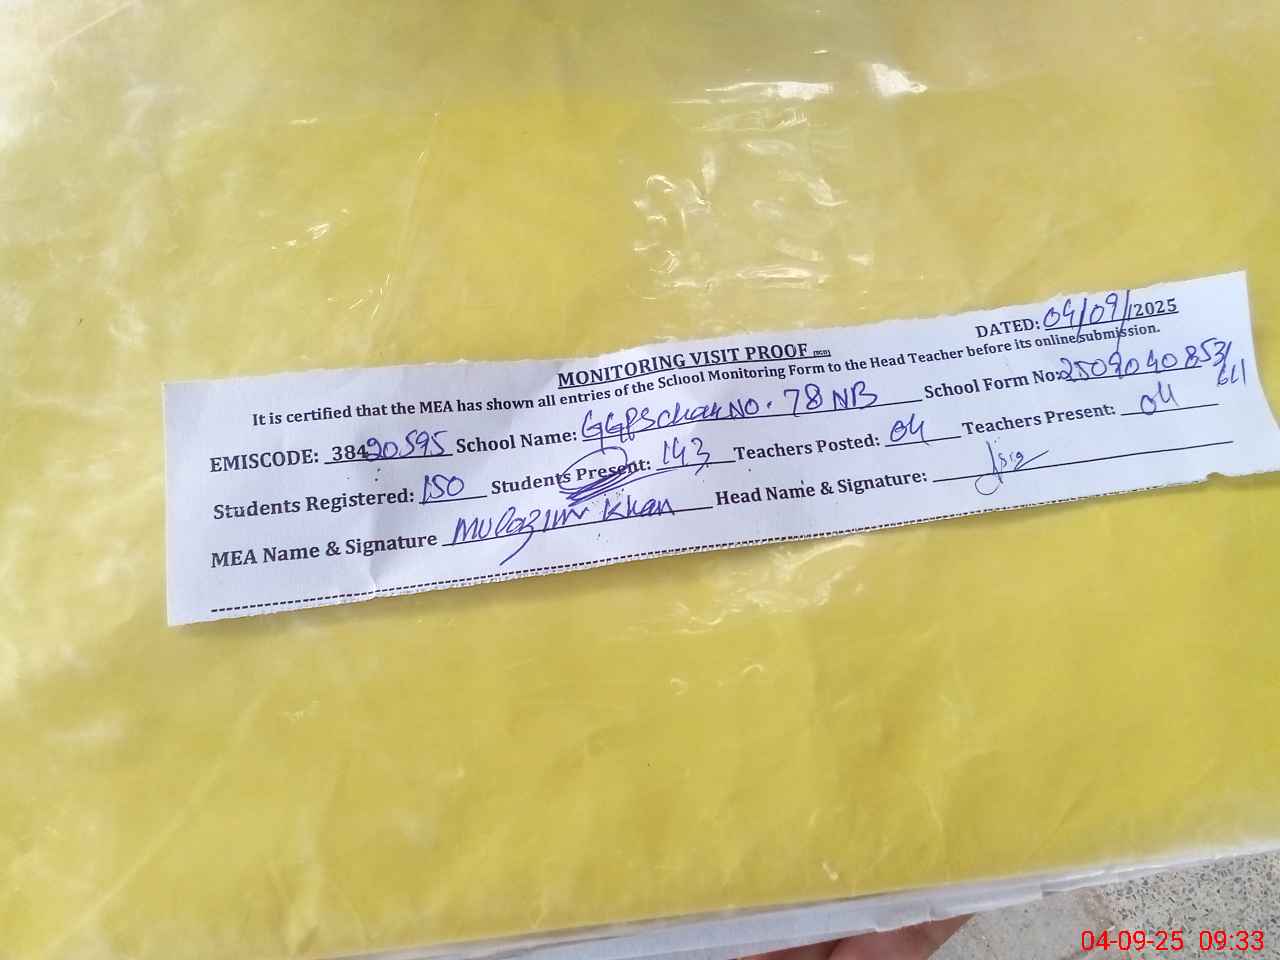 DATED: 04/09/2025
MONITORING VISIT PROOF
It is certified that the MEA has shown all entries of the School Monitoring Form to the Head Teacher before its online submission.
EMISCODE: 38420595 School Name: GGPS Chak NO. 78 NB School Form No: 2509040853/
Students Registered: 150 Students Present: 143 Teachers Posted: 04 Teachers Present: 04
MEA Name & Signature Mulazim Khan Head Name & Signature:
04-09-25 09:33